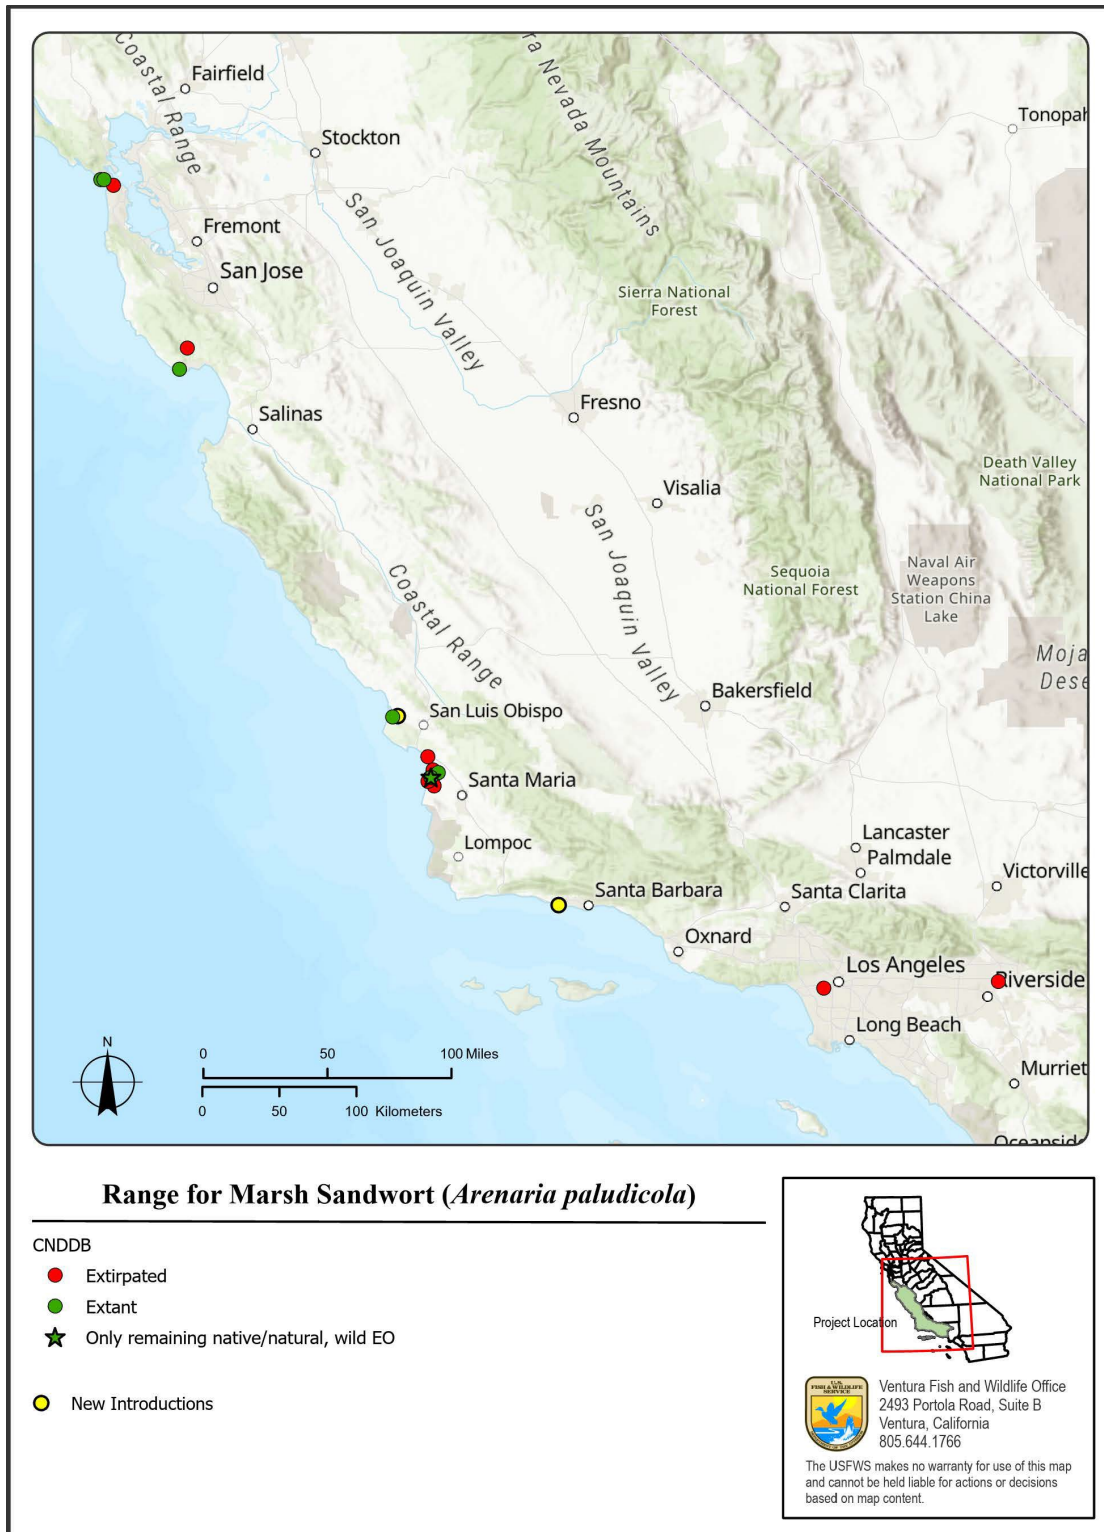 Coastal Range
Fairfield
Stockton
Sierra Nevada Mountains
Tonopah
Fremont
San Jose
San Joaquin Valley
Sierra National
Forest
Salinas
Fresno
Visalia
Death Valley
National Park
San Joaquin Valley
Sequoia
National Forest
Naval Air
Weapons
Station China
Lake
Coastal Range
Moja
Dese
Bakersfield
San Luis Obispo
Santa Maria
Lompoc
Lancaster
Palmdale
Victorville
Santa Barbara
Santa Clarita
Oxnard
Los Angeles
Riverside
Long Beach
Murriet
Oceanside
N
0 50 100 Miles
0 50 100 Kilometers
Range for Marsh Sandwort (Arenaria paludicola)
CNDDB
Extirpated
Extant
Only remaining native/natural, wild EO
New Introductions
Project Location
U.S.
FISH & WILDLIFE
SERVICE
Ventura Fish and Wildlife Office
2493 Portola Road, Suite B
Ventura, California
805.644.1766
The USFWS makes no warranty for use of this map
and cannot be held liable for actions or decisions
based on map content.